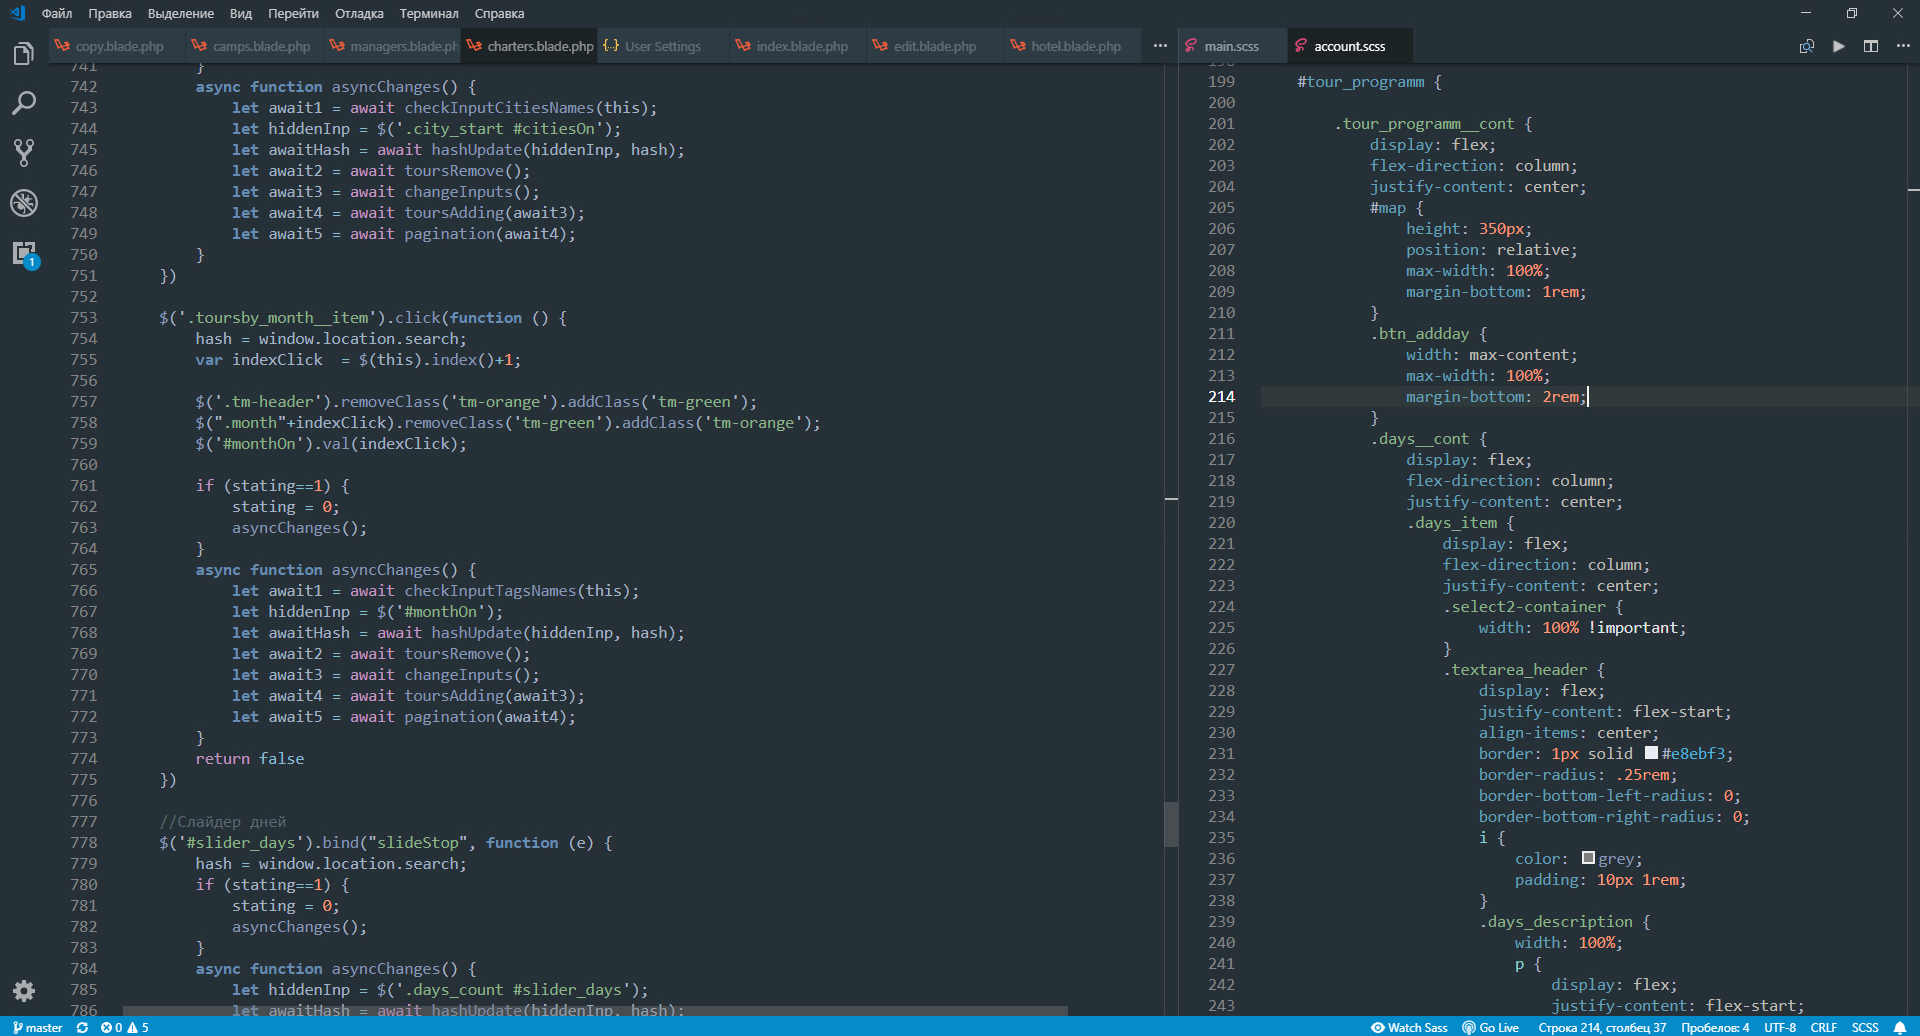 Файл Правка Выделение Вид Перейти Отладка Терминал Справка
copy.blade.php camps.blade.php managers.blade.ph charters.blade.php {··} User Settings index.blade.php edit.blade.php hotel.blade.php ··· main.scss account.scss ···
741 }
742 async function asyncChanges() {
743 let await1 = await checkInputCitiesNames(this);
744 let hiddenInp = $('.city_start #citiesOn');
745 let awaitHash = await hashUpdate(hiddenInp, hash);
746 let await2 = await toursRemove();
747 let await3 = await changeInputs();
748 let await4 = await toursAdding(await3);
749 let await5 = await pagination(await4);
750 }
751 })
752
753 $('.toursby_month__item').click(function () {
754 hash = window.location.search;
755 var indexClick  = $(this).index()+1;
756
757 $('.tm-header').removeClass('tm-orange').addClass('tm-green');
758 $(".month"+indexClick).removeClass('tm-green').addClass('tm-orange');
759 $('#monthOn').val(indexClick);
760
761 if (stating==1) {
762 stating = 0;
763 asyncChanges();
764 }
765 async function asyncChanges() {
766 let await1 = await checkInputTagsNames(this);
767 let hiddenInp = $('#monthOn');
768 let awaitHash = await hashUpdate(hiddenInp, hash);
769 let await2 = await toursRemove();
770 let await3 = await changeInputs();
771 let await4 = await toursAdding(await3);
772 let await5 = await pagination(await4);
773 }
774 return false
775 })
776
777 //Слайдер дней
778 $('#slider_days').bind("slideStop", function (e) {
779 hash = window.location.search;
780 if (stating==1) {
781 stating = 0;
782 asyncChanges();
783 }
784 async function asyncChanges() {
785 let hiddenInp = $('.days_count #slider_days');
786 let awaitHash = await hashUpdate(hiddenInp, hash);
198
199 #tour_programm {
200
201 .tour_programm__cont {
202 display: flex;
203 flex-direction: column;
204 justify-content: center;
205 #map {
206 height: 350px;
207 position: relative;
208 max-width: 100%;
209 margin-bottom: 1rem;
210 }
211 .btn_addday {
212 width: max-content;
213 max-width: 100%;
214 margin-bottom: 2rem;
215 }
216 .days__cont {
217 display: flex;
218 flex-direction: column;
219 justify-content: center;
220 .days_item {
221 display: flex;
222 flex-direction: column;
223 justify-content: center;
224 .select2-container {
225 width: 100% !important;
226 }
227 .textarea_header {
228 display: flex;
229 justify-content: flex-start;
230 align-items: center;
231 border: 1px solid #e8ebf3;
232 border-radius: .25rem;
233 border-bottom-left-radius: 0;
234 border-bottom-right-radius: 0;
235 i {
236 color: grey;
237 padding: 10px 1rem;
238 }
239 .days_description {
240 width: 100%;
241 p {
242 display: flex;
243 justify-content: flex-start;
1
master 0 5 Watch Sass Go Live Строка 214, столбец 37 Пробелов: 4 UTF-8 CRLF SCSS